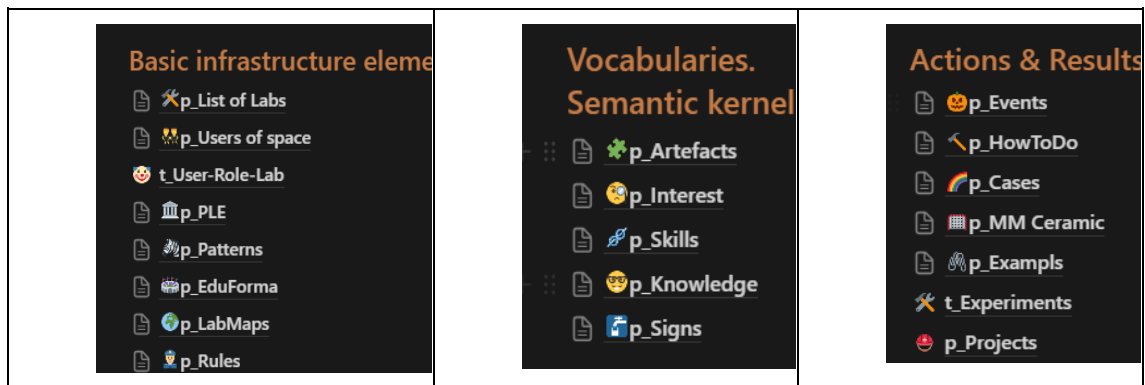 Basic infrastructure eleme
p_List of Labs
p_Users of space
t_User-Role-Lab
p_PLE
p_Patterns
p_EduForma
p_LabMaps
p_Rules
Vocabularies.
Semantic kernel
p_Artefacts
p_Interest
p_Skills
p_Knowledge
p_Signs
Actions & Results
p_Events
p_HowToDo
p_Cases
p_MM Ceramic
p_Exampls
t_Experiments
p_Projects